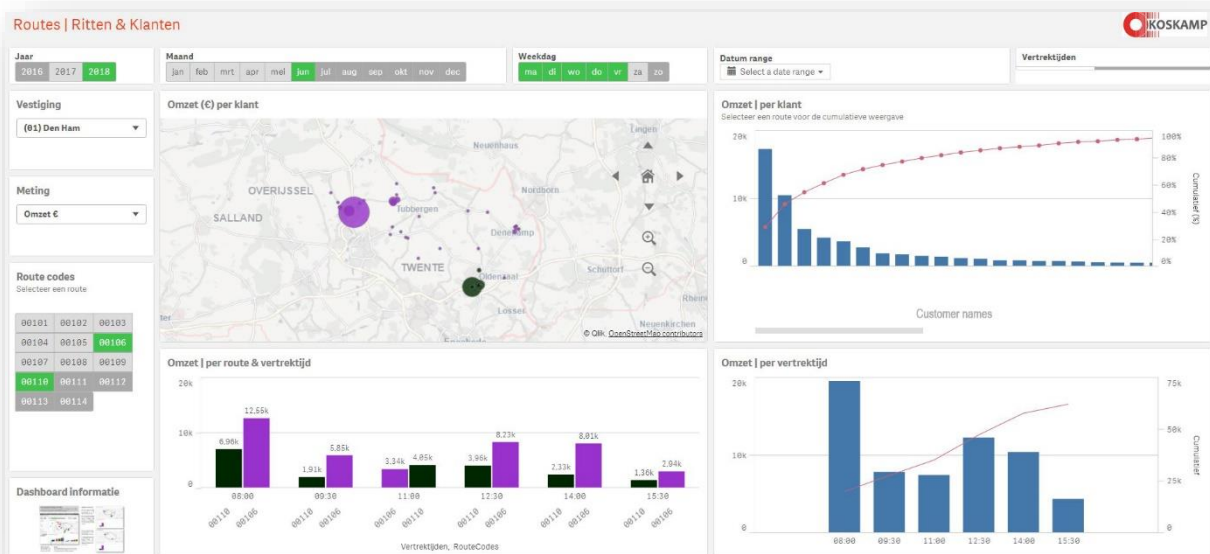 Routes | Ritten & Klanten
KOSKAMP
Jaar
2016 2017 2018
Maand
jan feb mrt apr mei jun jul aug sep okt nov dec
Weekdag
ma di wo do vr za zo
Datum range
Select a date range
Vertrektijden
Vestiging
(01) Den Ham
Meting
Omzet €
Route codes
Selecteer een route
00101 00102 00103
00104 00105 00106
00107 00108 00109
00110 00111 00112
00113 00114
Dashboard informatie
Omzet (€) per klant
Lingen
Neuenhaus
OVERIJSSEL
Nordhorn
Tubbergen
SALLAND
Denekamp
TWENTE
Oldenzaal
Schüttorf
Rheine
Losser
Neuenkirchen
Enschede
© Qlik, OpenStreetMap contributors
Omzet | per klant
Selecteer een route voor de cumulatieve weergave
20k
10k
0
100%
80%
60%
40%
20%
0%
Cumulatief (%)
Customer names
Omzet | per route & vertrektijd
20k
10k
0
6,96k 12,55k 1,91k 5,85k 3,34k 4,05k 3,96k 8,23k 2,33k 8,01k 1,36k 2,94k
08:00 09:30 11:00 12:30 14:00 15:30
00110 00106 00110 00106 00106 00110 00110 00106 00110 00106 00110 00106
Vertrektijden, RouteCodes
Omzet | per vertrektijd
20k
10k
0
75k
50k
25k
0
Cumulatief
08:00 09:30 11:00 12:30 14:00 15:30